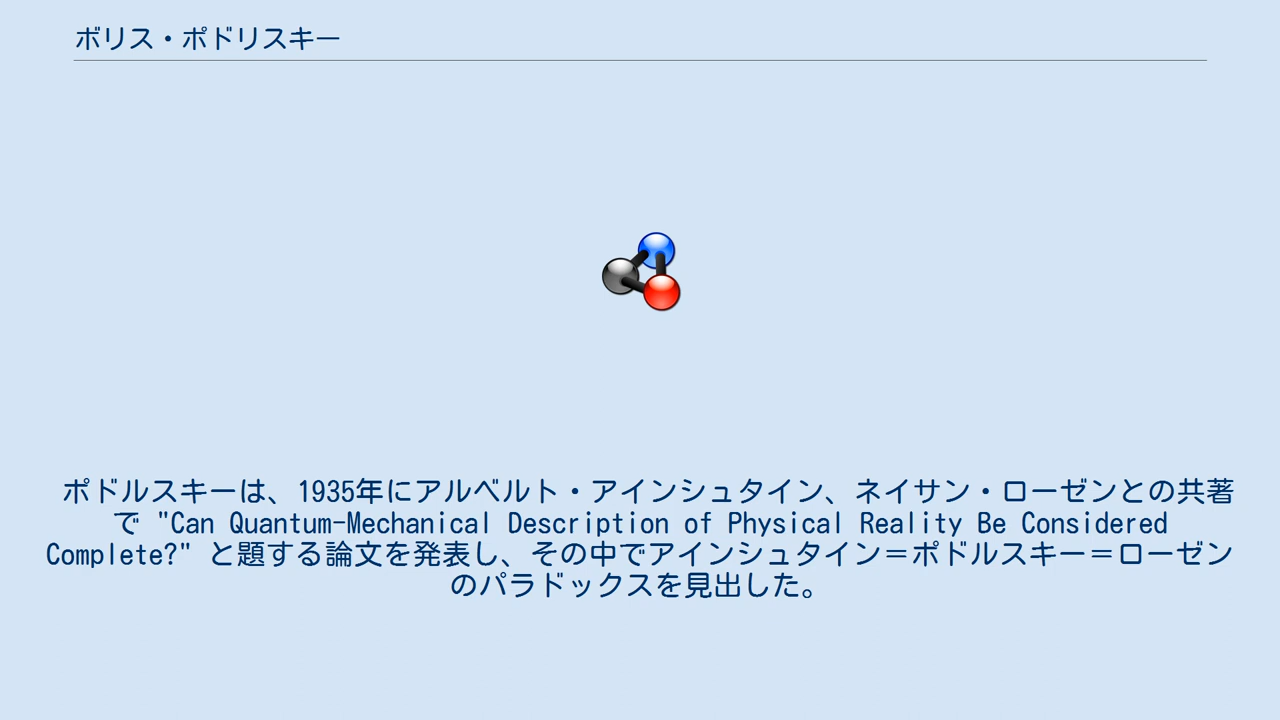 ボリス・ポドリスキー
ポドルスキーは、1935年にアルベルト・アインシュタイン、ネイサン・ローゼンとの共著
で "Can Quantum-Mechanical Description of Physical Reality Be Considered
Complete?" と題する論文を発表し、その中でアインシュタイン＝ポドルスキー＝ローゼン
のパラドックスを見出した。